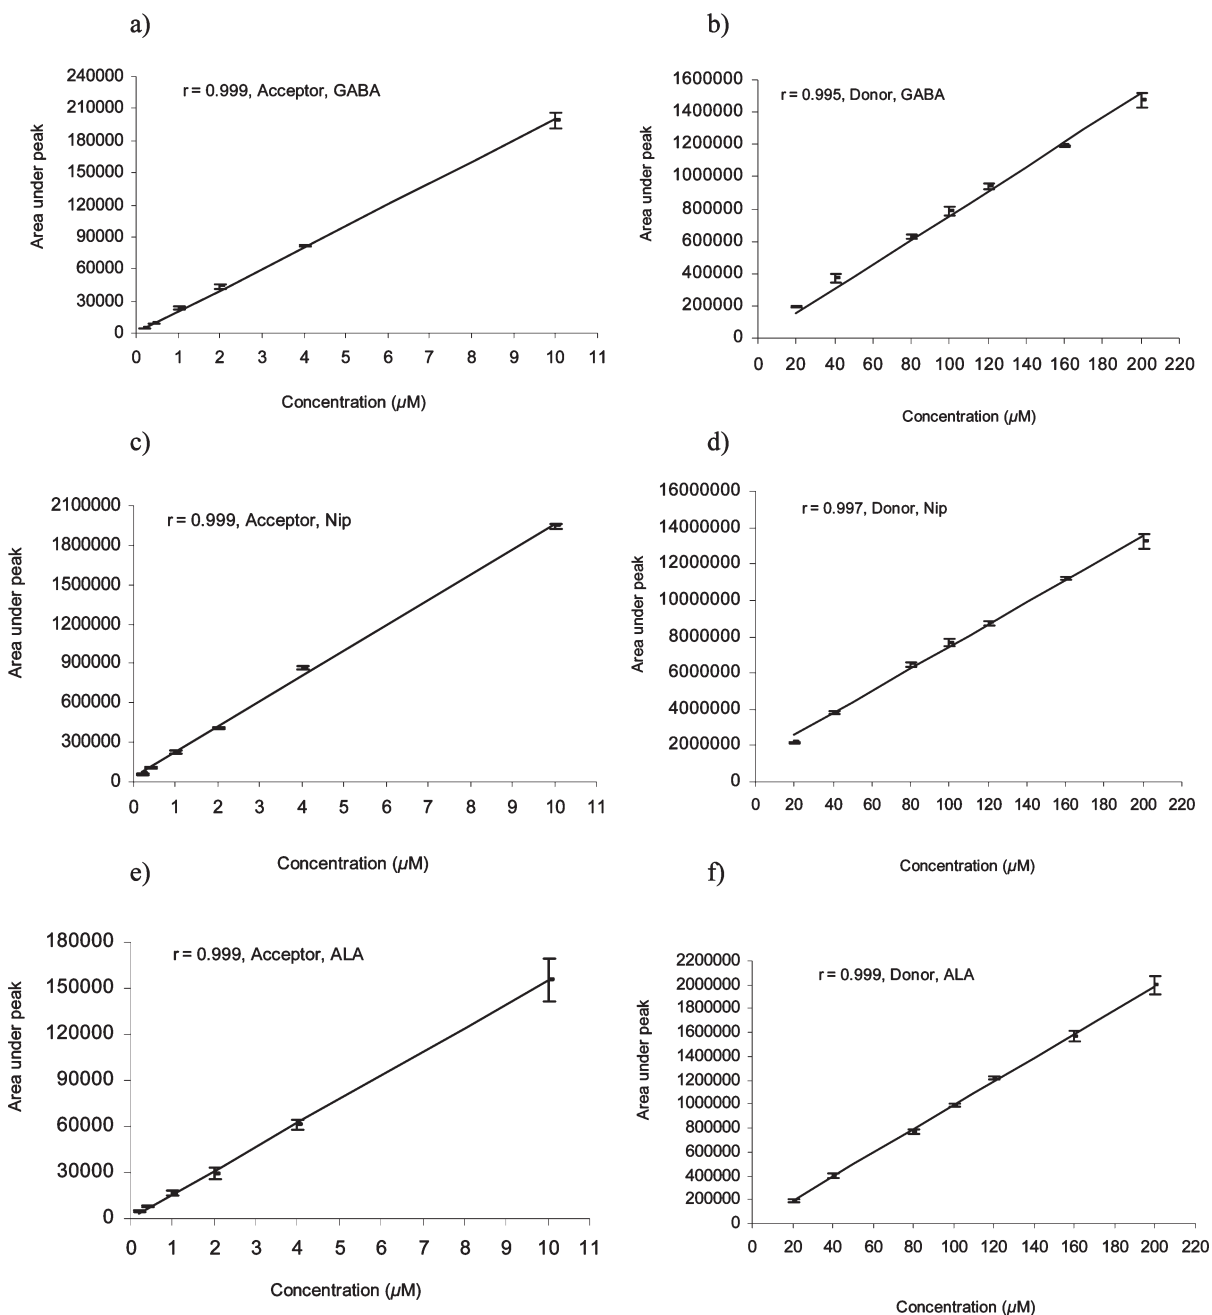 a)
r = 0.999, Acceptor, GABA
Area under peak
240000
210000
180000
150000
120000
90000
60000
30000
0
0 1 2 3 4 5 6 7 8 9 10 11
Concentration (µM)
b)
r = 0.995, Donor, GABA
Area under peak
1600000
1400000
1200000
1000000
800000
600000
400000
200000
0
0 20 40 60 80 100 120 140 160 180 200 220
Concentration (µM)
c)
r = 0.999, Acceptor, Nip
Area under peak
2100000
1800000
1500000
1200000
900000
600000
300000
0
0 1 2 3 4 5 6 7 8 9 10 11
Concentration (µM)
d)
r = 0.997, Donor, Nip
Area under peak
16000000
14000000
12000000
10000000
8000000
6000000
4000000
2000000
0
0 20 40 60 80 100 120 140 160 180 200 220
Concentration (µM)
e)
r = 0.999, Acceptor, ALA
Area under peak
180000
150000
120000
90000
60000
30000
0
0 1 2 3 4 5 6 7 8 9 10 11
Concentration (µM)
f)
r = 0.999, Donor, ALA
Area under peak
2200000
2000000
1800000
1600000
1400000
1200000
1000000
800000
600000
400000
200000
0
0 20 40 60 80 100 120 140 160 180 200 220
Concentration (µM)